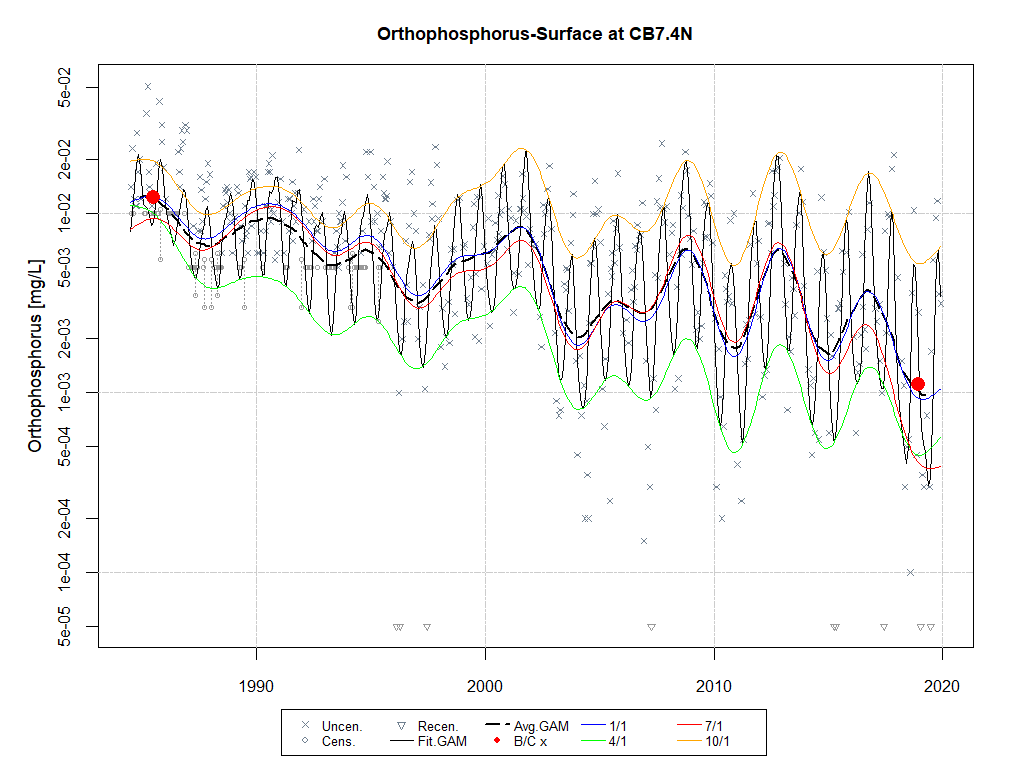 Orthophosphorus-Surface at CB7.4N
Orthophosphorus [mg/L]
5e-02
2e-02
1e-02
5e-03
2e-03
1e-03
5e-04
2e-04
1e-04
5e-05
1990 2000 2010 2020
Uncen. Recen. Avg.GAM 1/1 7/1
Cens. Fit.GAM B/C x 4/1 10/1